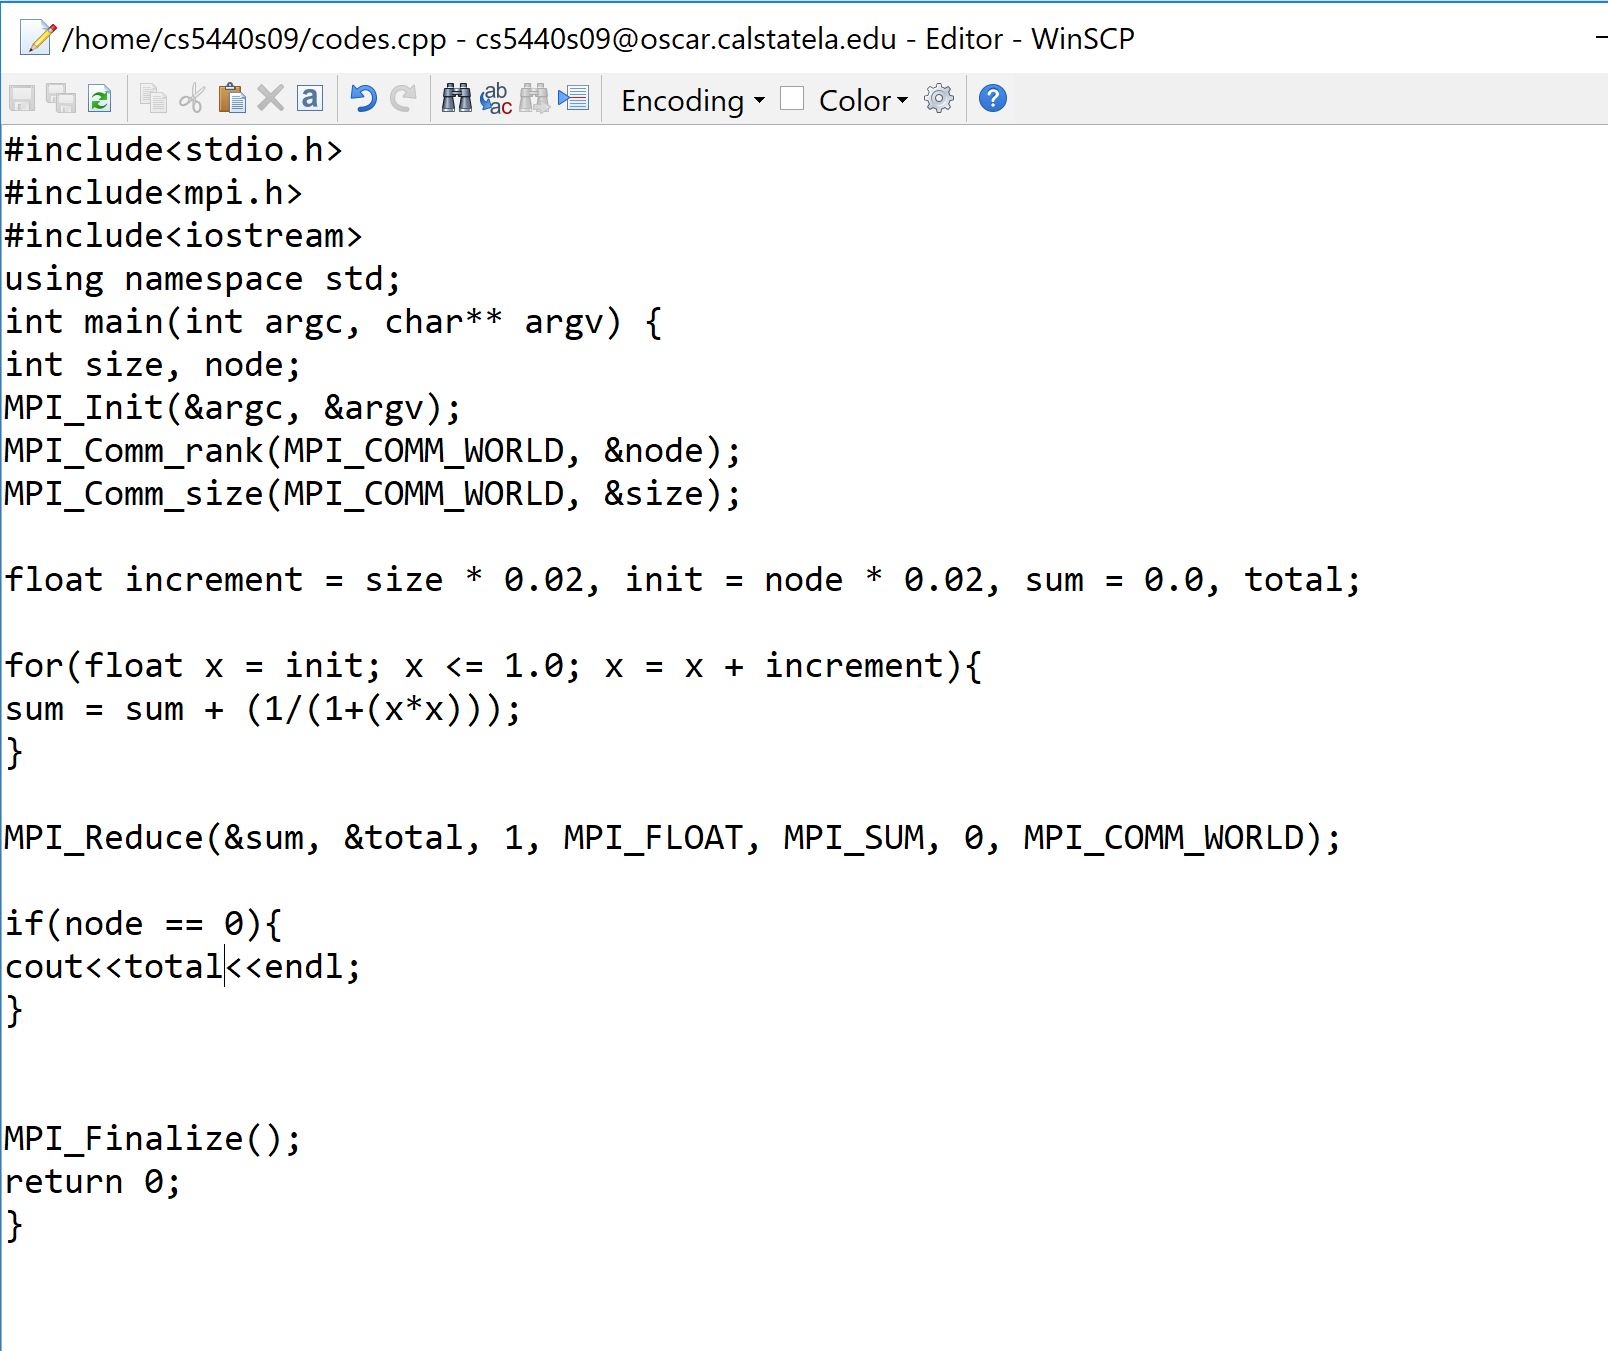 /home/cs5440s09/codes.cpp - cs5440s09@oscar.calstatela.edu - Editor - WinSCP
a ab ac Encoding Color ?
#include<stdio.h>
#include<mpi.h>
#include<iostream>
using namespace std;
int main(int argc, char** argv) {
int size, node;
MPI_Init(&argc, &argv);
MPI_Comm_rank(MPI_COMM_WORLD, &node);
MPI_Comm_size(MPI_COMM_WORLD, &size);
float increment = size * 0.02, init = node * 0.02, sum = 0.0, total;
for(float x = init; x <= 1.0; x = x + increment){
sum = sum + (1/(1+(x*x)));
}
MPI_Reduce(&sum, &total, 1, MPI_FLOAT, MPI_SUM, 0, MPI_COMM_WORLD);
if(node == 0){
cout<<total<<endl;
}
MPI_Finalize();
return 0;
}